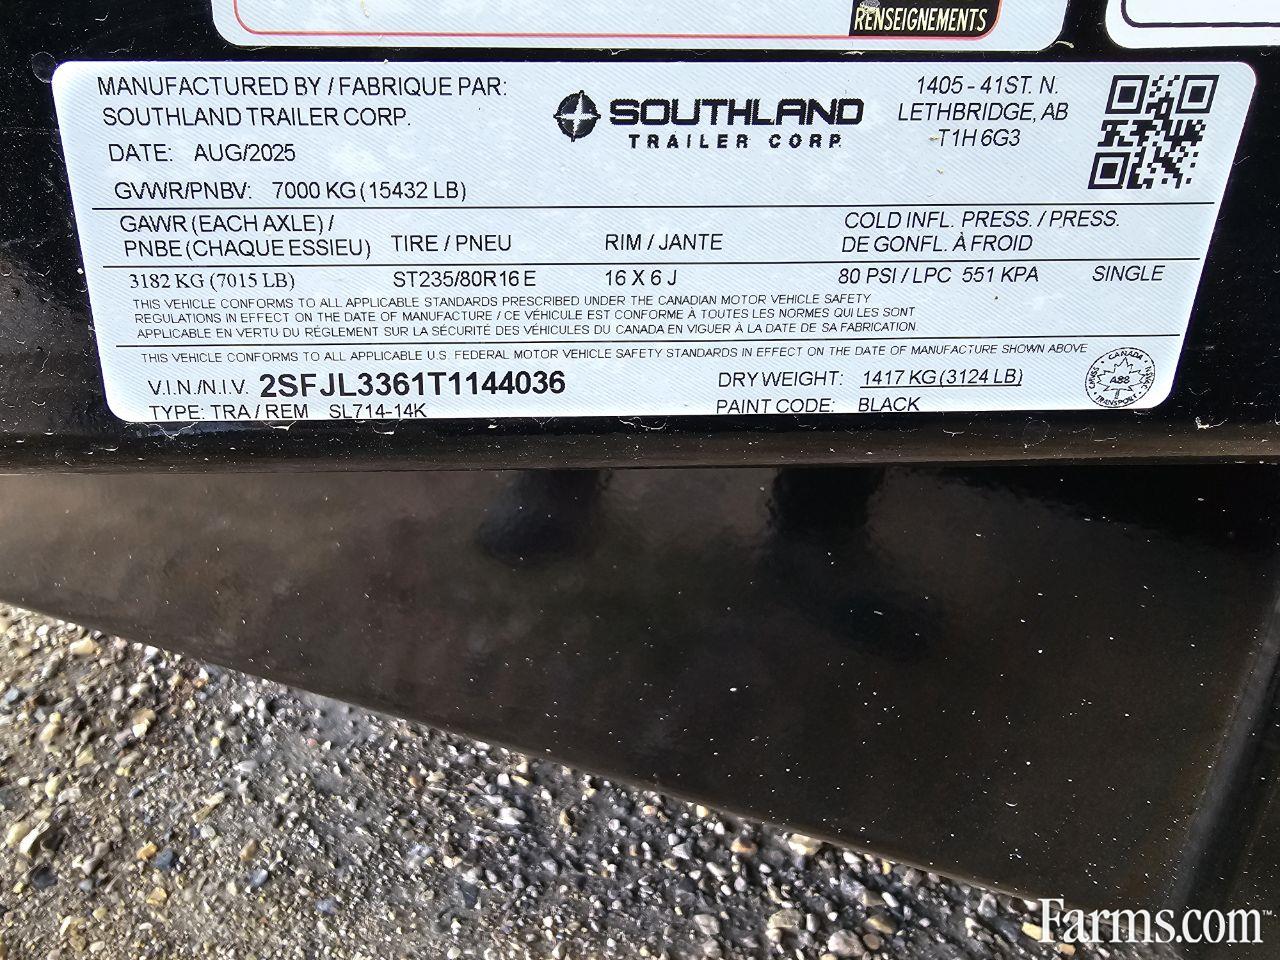 RENSEIGNEMENTS
MANUFACTURED BY / FABRIQUE PAR:
SOUTHLAND TRAILER CORP.
DATE: AUG/2025
GVWR/PNBV: 7000 KG (15432 LB)
SOUTHLAND
TRAILER CORP.
1405 - 41ST. N.
LETHBRIDGE, AB
T1H 6G3
GAWR (EACH AXLE) /
PNBE (CHAQUE ESSIEU) TIRE / PNEU RIM / JANTE
COLD INFL. PRESS. / PRESS.
DE GONFL. À FROID
3182 KG (7015 LB) ST235/80R16 E 16 X 6 J 80 PSI / LPC 551 KPA SINGLE
THIS VEHICLE CONFORMS TO ALL APPLICABLE STANDARDS PRESCRIBED UNDER THE CANADIAN MOTOR VEHICLE SAFETY
REGULATIONS IN EFFECT ON THE DATE OF MANUFACTURE / CE VÉHICULE EST CONFORME À TOUTES LES NORMES QUI LES SONT
APPLICABLE EN VERTU DU RÉGLEMENT SUR LA SÉCURITÉ DES VÉHICULES DU CANADA EN VIGUER À LA DATE DE SA FABRICATION.
THIS VEHICLE CONFORMS TO ALL APPLICABLE U.S. FEDERAL MOTOR VEHICLE SAFETY STANDARDS IN EFFECT ON THE DATE OF MANUFACTURE SHOWN ABOVE
V.I.N./N.I.V. 2SFJL3361T1144036 DRY WEIGHT: 1417 KG (3124 LB)
TYPE: TRA / REM SL714-14K PAINT CODE: BLACK
CANADA
TRANSPORT
Farms.com™